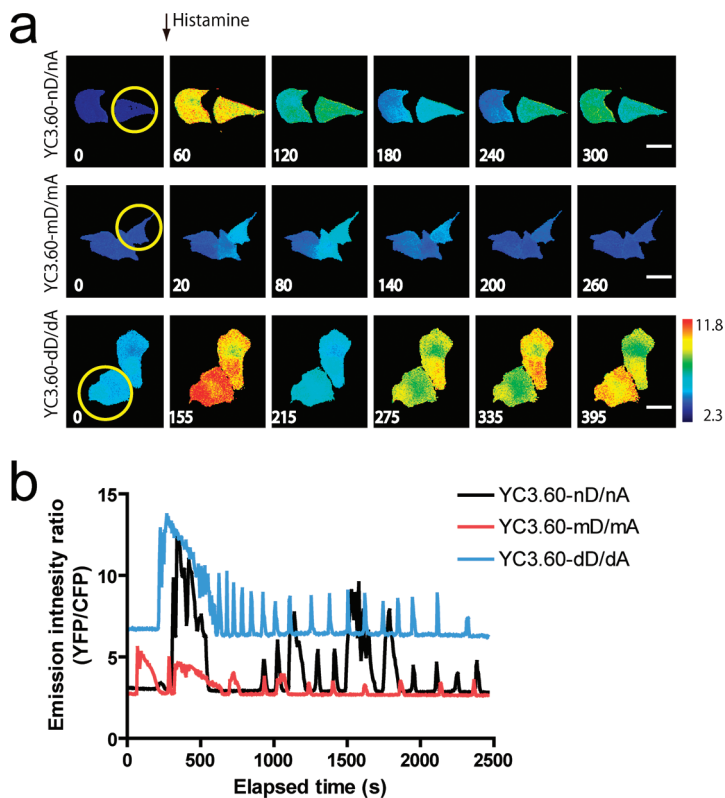 a
Histamine
YC3.60-nD/nA
0 60 120 180 240 300
YC3.60-mD/mA
0 20 80 140 200 260
YC3.60-dD/dA
0 155 215 275 335 395
11.8
2.3
b
Emission intnesity ratio
(YFP/CFP)
15
10
5
0
0 500 1000 1500 2000 2500
Elapsed time (s)
YC3.60-nD/nA
YC3.60-mD/mA
YC3.60-dD/dA